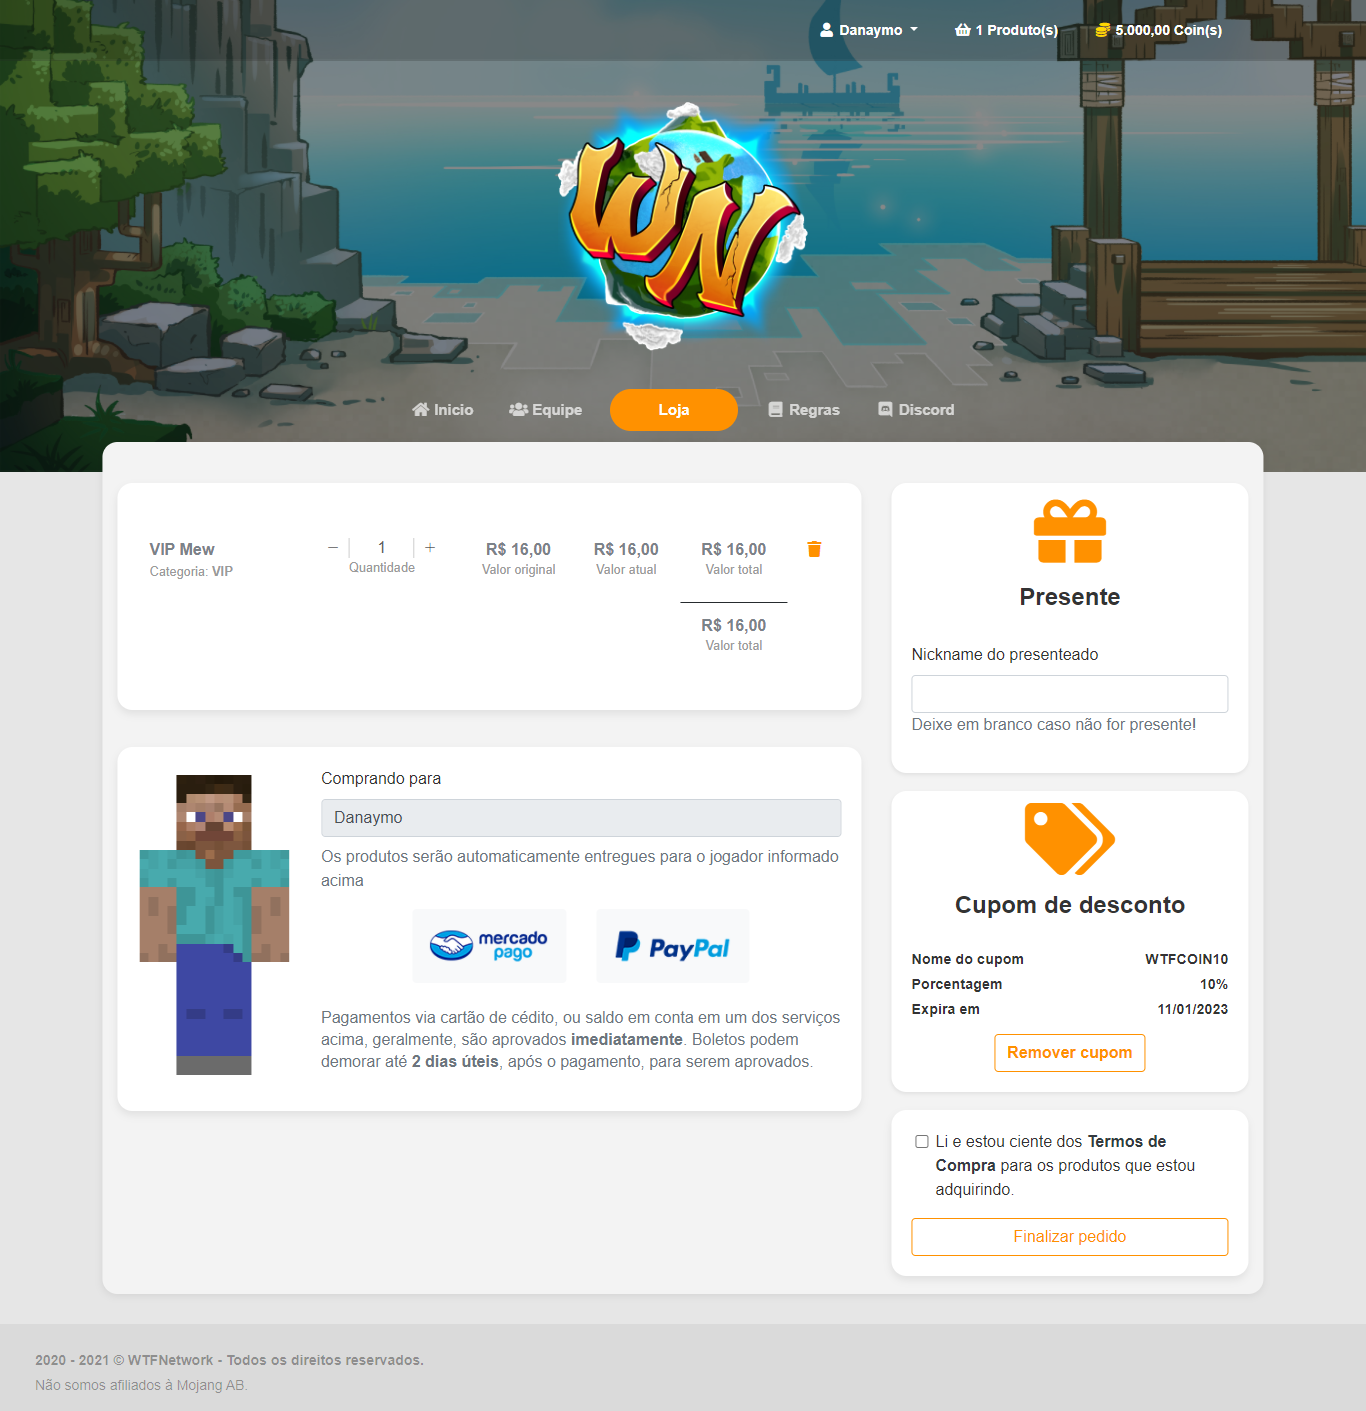 Danaymo
1 Produto(s)
5.000,00 Coin(s)
WN
Inicio
Equipe
Loja
Regras
Discord
VIP Mew
Categoria: VIP
− 1 +
Quantidade
R$ 16,00
Valor original
R$ 16,00
Valor atual
R$ 16,00
Valor total
R$ 16,00
Valor total
Comprando para
Danaymo
Os produtos serão automaticamente entregues para o jogador informado
acima
mercado
pago
PayPal
Pagamentos via cartão de cédito, ou saldo em conta em um dos serviços
acima, geralmente, são aprovados imediatamente. Boletos podem
demorar até 2 dias úteis, após o pagamento, para serem aprovados.
Presente
Nickname do presenteado
Deixe em branco caso não for presente!
Cupom de desconto
Nome do cupom WTFCOIN10
Porcentagem 10%
Expira em 11/01/2023
Remover cupom
Li e estou ciente dos Termos de
Compra para os produtos que estou
adquirindo.
Finalizar pedido
2020 - 2021 © WTFNetwork - Todos os direitos reservados.
Não somos afiliados à Mojang AB.